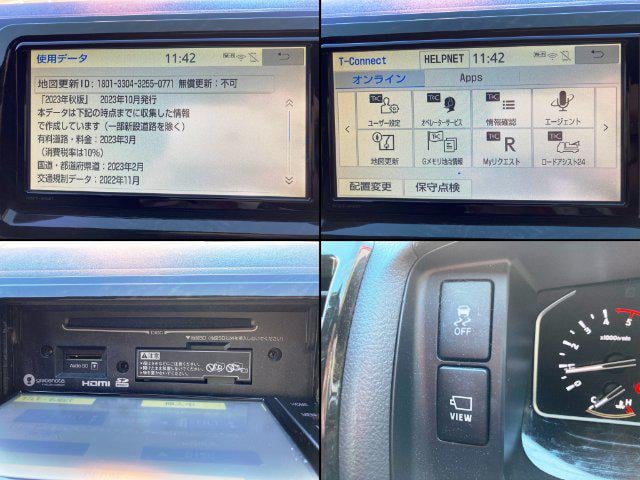 使用データ
11:42
地図更新ID: 1801-3304-3255-0771 無償更新:不可
「2023年秋版」 2023年10月発行
本データは下記の時点までに収集した情報
で作成しています(一部新設道路を除く)
有料道路・料金: 2023年3月
(消費税率は10%)
国道・都道府県道: 2023年2月
交通規制データ: 2022年11月
T-Connect
HELPNET
11:42
オンライン
Apps
ユーザー設定
オペレーターサービス
情報確認
エージェント
地図更新
Gメモリ地点情報
Myリクエスト
ロードアシスト24
配置変更
保守点検
DISC
Audio SD
注意
gracenote
HDMI
OFF
VIEW
x1000r/min
C
H